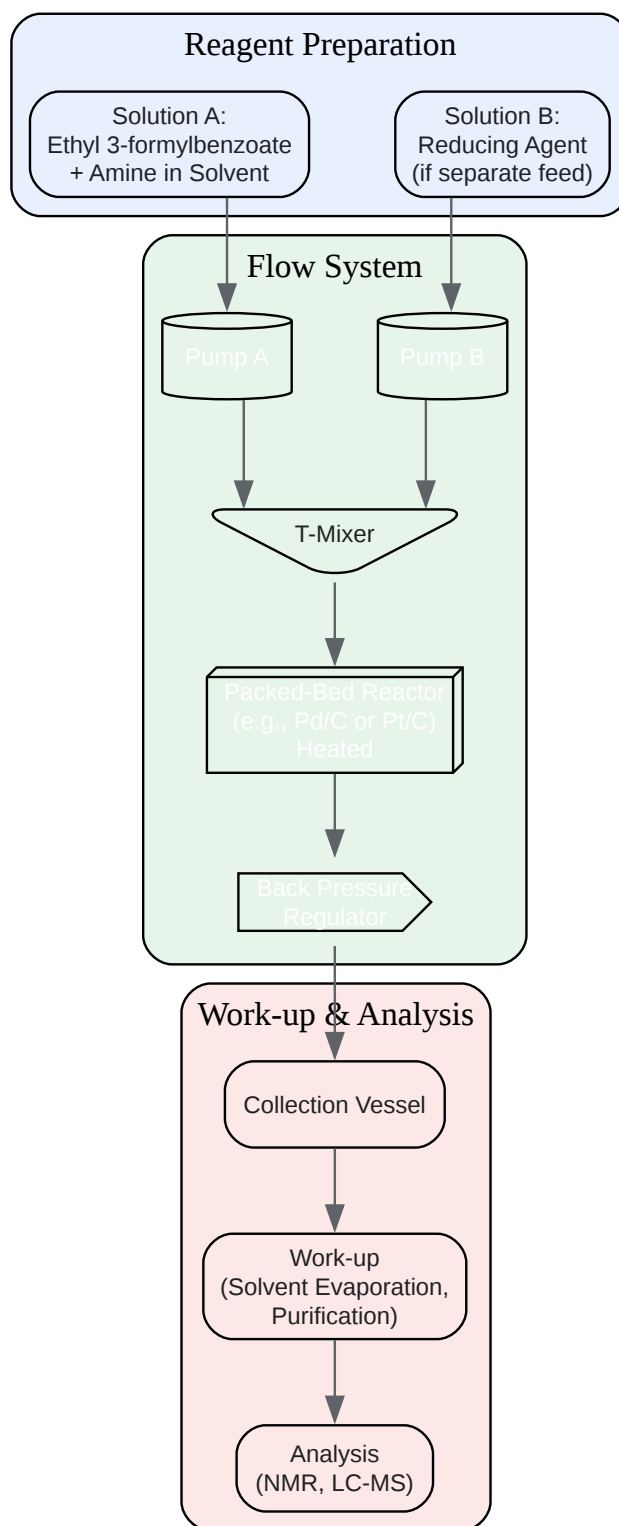 Reagent Preparation
Solution A:
Ethyl 3-formylbenzoate
+ Amine in Solvent
Solution B:
Reducing Agent
(if separate feed)
Flow System
Pump A
Pump B
T-Mixer
Packed-Bed Reactor
(e.g., Pd/C or Pt/C)
Heated
Back Pressure
Regulator
Work-up & Analysis
Collection Vessel
Work-up
(Solvent Evaporation,
Purification)
Analysis
(NMR, LC-MS)